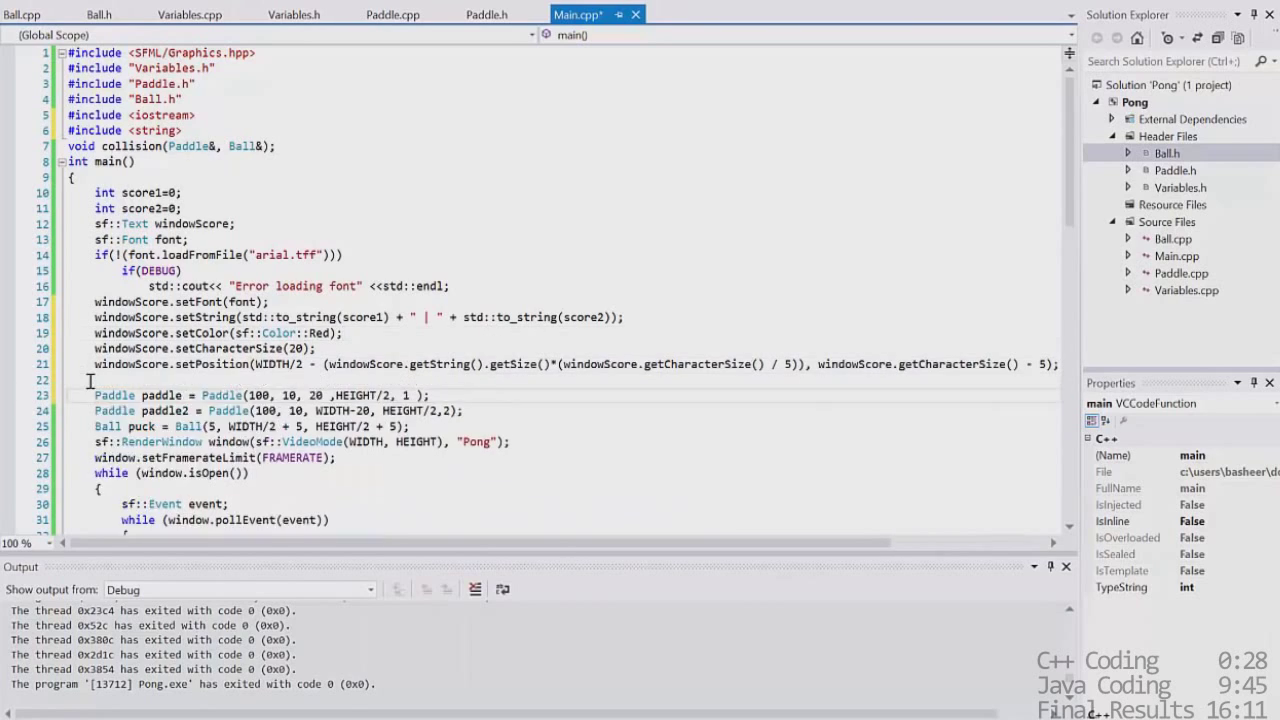 Ball.cpp Ball.h Variables.cpp Variables.h Paddle.cpp Paddle.h Main.cpp*
(Global Scope) main()
1 #include <SFML/Graphics.hpp>
2 #include "Variables.h"
3 #include "Paddle.h"
4 #include "Ball.h"
5 #include <iostream>
6 #include <string>
7 void collision(Paddle&, Ball&);
8 int main()
9 {
10 int score1=0;
11 int score2=0;
12 sf::Text windowScore;
13 sf::Font font;
14 if(!(font.loadFromFile("arial.tff")))
15 if(DEBUG)
16 std::cout<< "Error loading font" <<std::endl;
17 windowScore.setFont(font);
18 windowScore.setString(std::to_string(score1) + " | " + std::to_string(score2));
19 windowScore.setColor(sf::Color::Red);
20 windowScore.setCharacterSize(20);
21 windowScore.setPosition(WIDTH/2 - (windowScore.getString().getSize()*(windowScore.getCharacterSize() / 5)), windowScore.getCharacterSize() - 5);
22
23 Paddle paddle = Paddle(100, 10, 20 ,HEIGHT/2, 1 );
24 Paddle paddle2 = Paddle(100, 10, WIDTH-20, HEIGHT/2,2);
25 Ball puck = Ball(5, WIDTH/2 + 5, HEIGHT/2 + 5);
26 sf::RenderWindow window(sf::VideoMode(WIDTH, HEIGHT), "Pong");
27 window.setFramerateLimit(FRAMERATE);
28 while (window.isOpen())
29 {
30 sf::Event event;
31 while (window.pollEvent(event))
100 %
Output
Show output from: Debug
The thread 0x23c4 has exited with code 0 (0x0).
The thread 0x52c has exited with code 0 (0x0).
The thread 0x380c has exited with code 0 (0x0).
The thread 0x2d1c has exited with code 0 (0x0).
The thread 0x3854 has exited with code 0 (0x0).
The program '[13712] Pong.exe' has exited with code 0 (0x0).
Solution Explorer
Search Solution Explorer (Ctrl+;)
Solution 'Pong' (1 project)
Pong
External Dependencies
Header Files
Ball.h
Paddle.h
Variables.h
Resource Files
Source Files
Ball.cpp
Main.cpp
Paddle.cpp
Variables.cpp
Properties
main VCCodeFunction
C++
(Name) main
File c:\users\basheer\d
FullName main
IsInjected False
IsInline False
IsOverloaded False
IsSealed False
IsTemplate False
TypeString int
C++ Coding 0:28
Java Coding 9:45
Final Results 16:11
C++